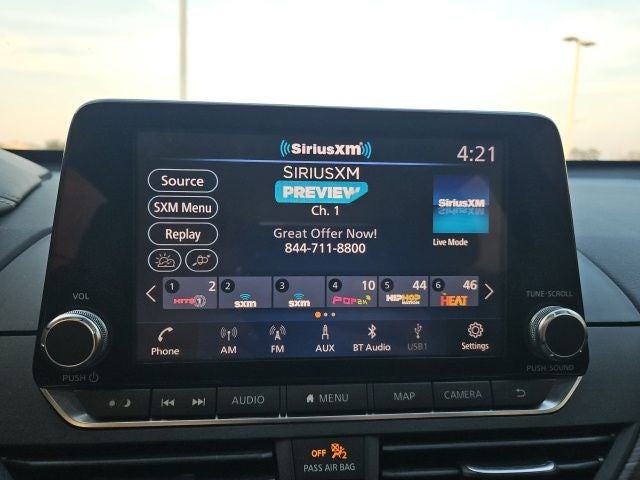 SiriusXM
4:21
SIRIUSXM
PREVIEW
Ch. 1
Source
SXM Menu
Replay
Great Offer Now!
844-711-8800
SiriusXM
Live Mode
1 2 HITS1
2 sxm
3 sxm
4 10 POP2K
5 44 HIPHOP NATION
6 46 HEAT
Phone
AM
FM
AUX
BT Audio
USB1
Settings
VOL
PUSH
TUNE·SCROLL
PUSH·SOUND
AUDIO
MENU
MAP
CAMERA
OFF 2
PASS AIR BAG